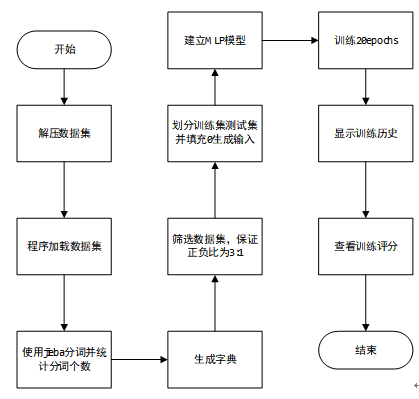 开始
解压数据集
程序加载数据集
使用jieba分词并统
计分词个数
生成字典
筛选数据集，保证
正负比为3:1
划分训练集测试集
并填充0生成输入
建立MLP模型
训练20epochs
显示训练历史
查看训练评分
结束